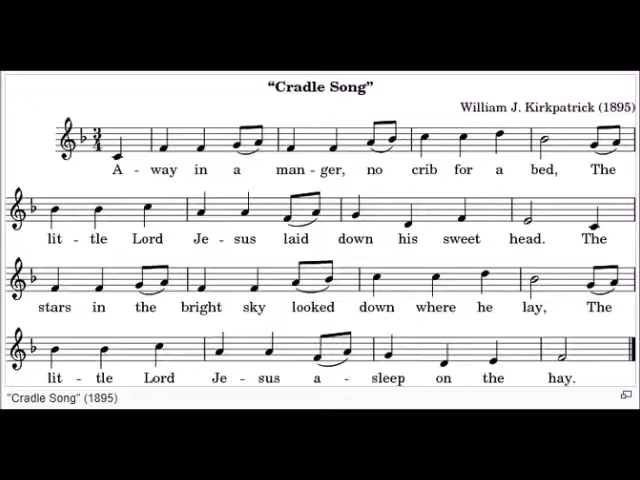 “Cradle Song”
William J. Kirkpatrick (1895)
3
4
A - way in a man - ger, no crib for a bed, The
lit - tle Lord Je - sus laid down his sweet head. The
stars in the bright sky looked down where he lay, The
lit - tle Lord Je - sus a - sleep on the hay.
“Cradle Song” (1895)